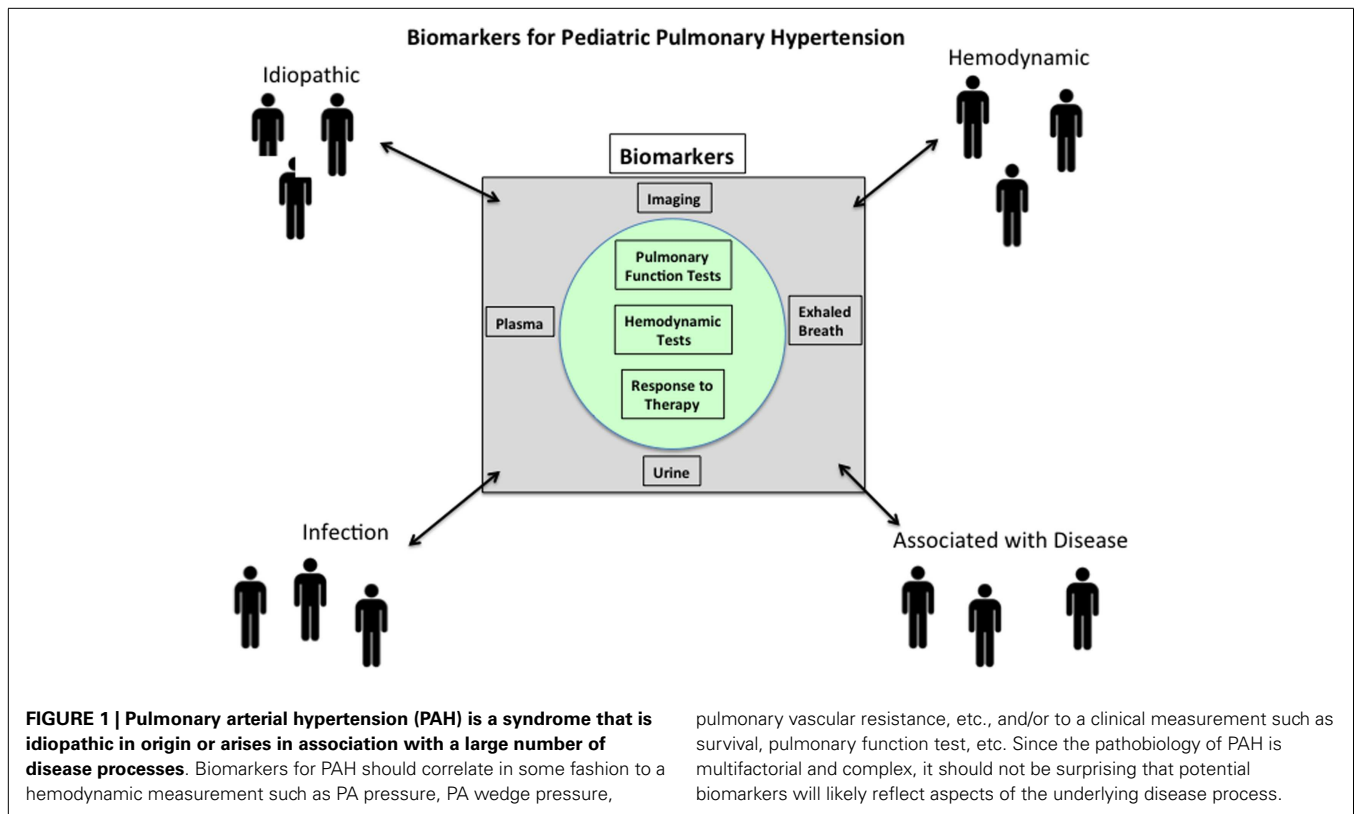 Biomarkers for Pediatric Pulmonary Hypertension
Idiopathic
Hemodynamic
Biomarkers
Imaging
Pulmonary
Function Tests
Plasma
Hemodynamic
Tests
Exhaled
Breath
Response to
Therapy
Urine
Infection
Associated with Disease
FIGURE 1 | Pulmonary arterial hypertension (PAH) is a syndrome that is
idiopathic in origin or arises in association with a large number of
disease processes. Biomarkers for PAH should correlate in some fashion to a
hemodynamic measurement such as PA pressure, PA wedge pressure,
pulmonary vascular resistance, etc., and/or to a clinical measurement such as
survival, pulmonary function test, etc. Since the pathobiology of PAH is
multifactorial and complex, it should not be surprising that potential
biomarkers will likely reflect aspects of the underlying disease process.